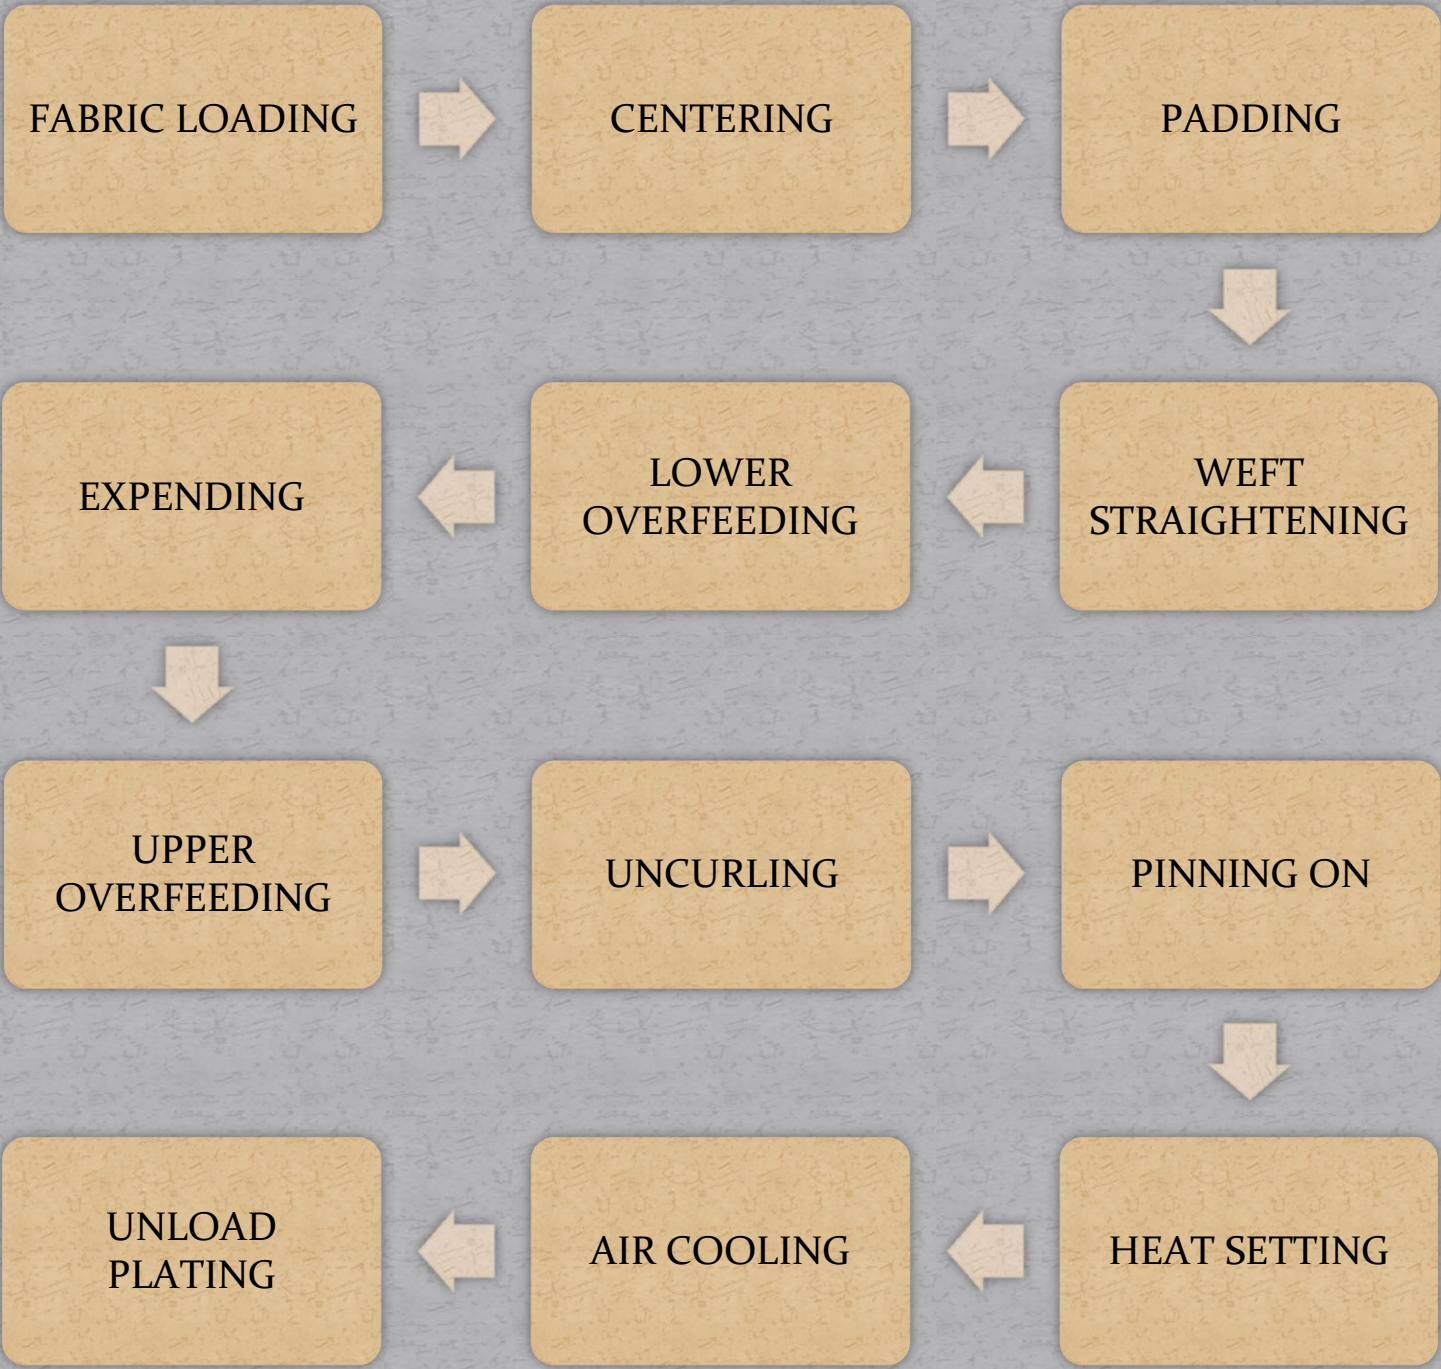 FABRIC LOADING
CENTERING
PADDING
WEFT
STRAIGHTENING
LOWER
OVERFEEDING
EXPENDING
UPPER
OVERFEEDING
UNCURLING
PINNING ON
HEAT SETTING
AIR COOLING
UNLOAD
PLATING